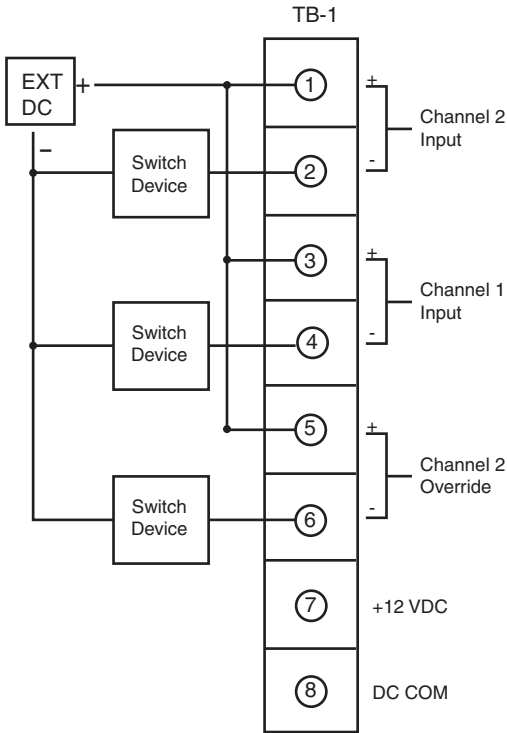 TB-1
EXT
DC
+
–
1
+
Channel 2
Input
-
Switch
Device
2
3
+
Channel 1
Input
-
Switch
Device
4
5
+
Channel 2
Override
-
Switch
Device
6
7
+12 VDC
8
DC COM